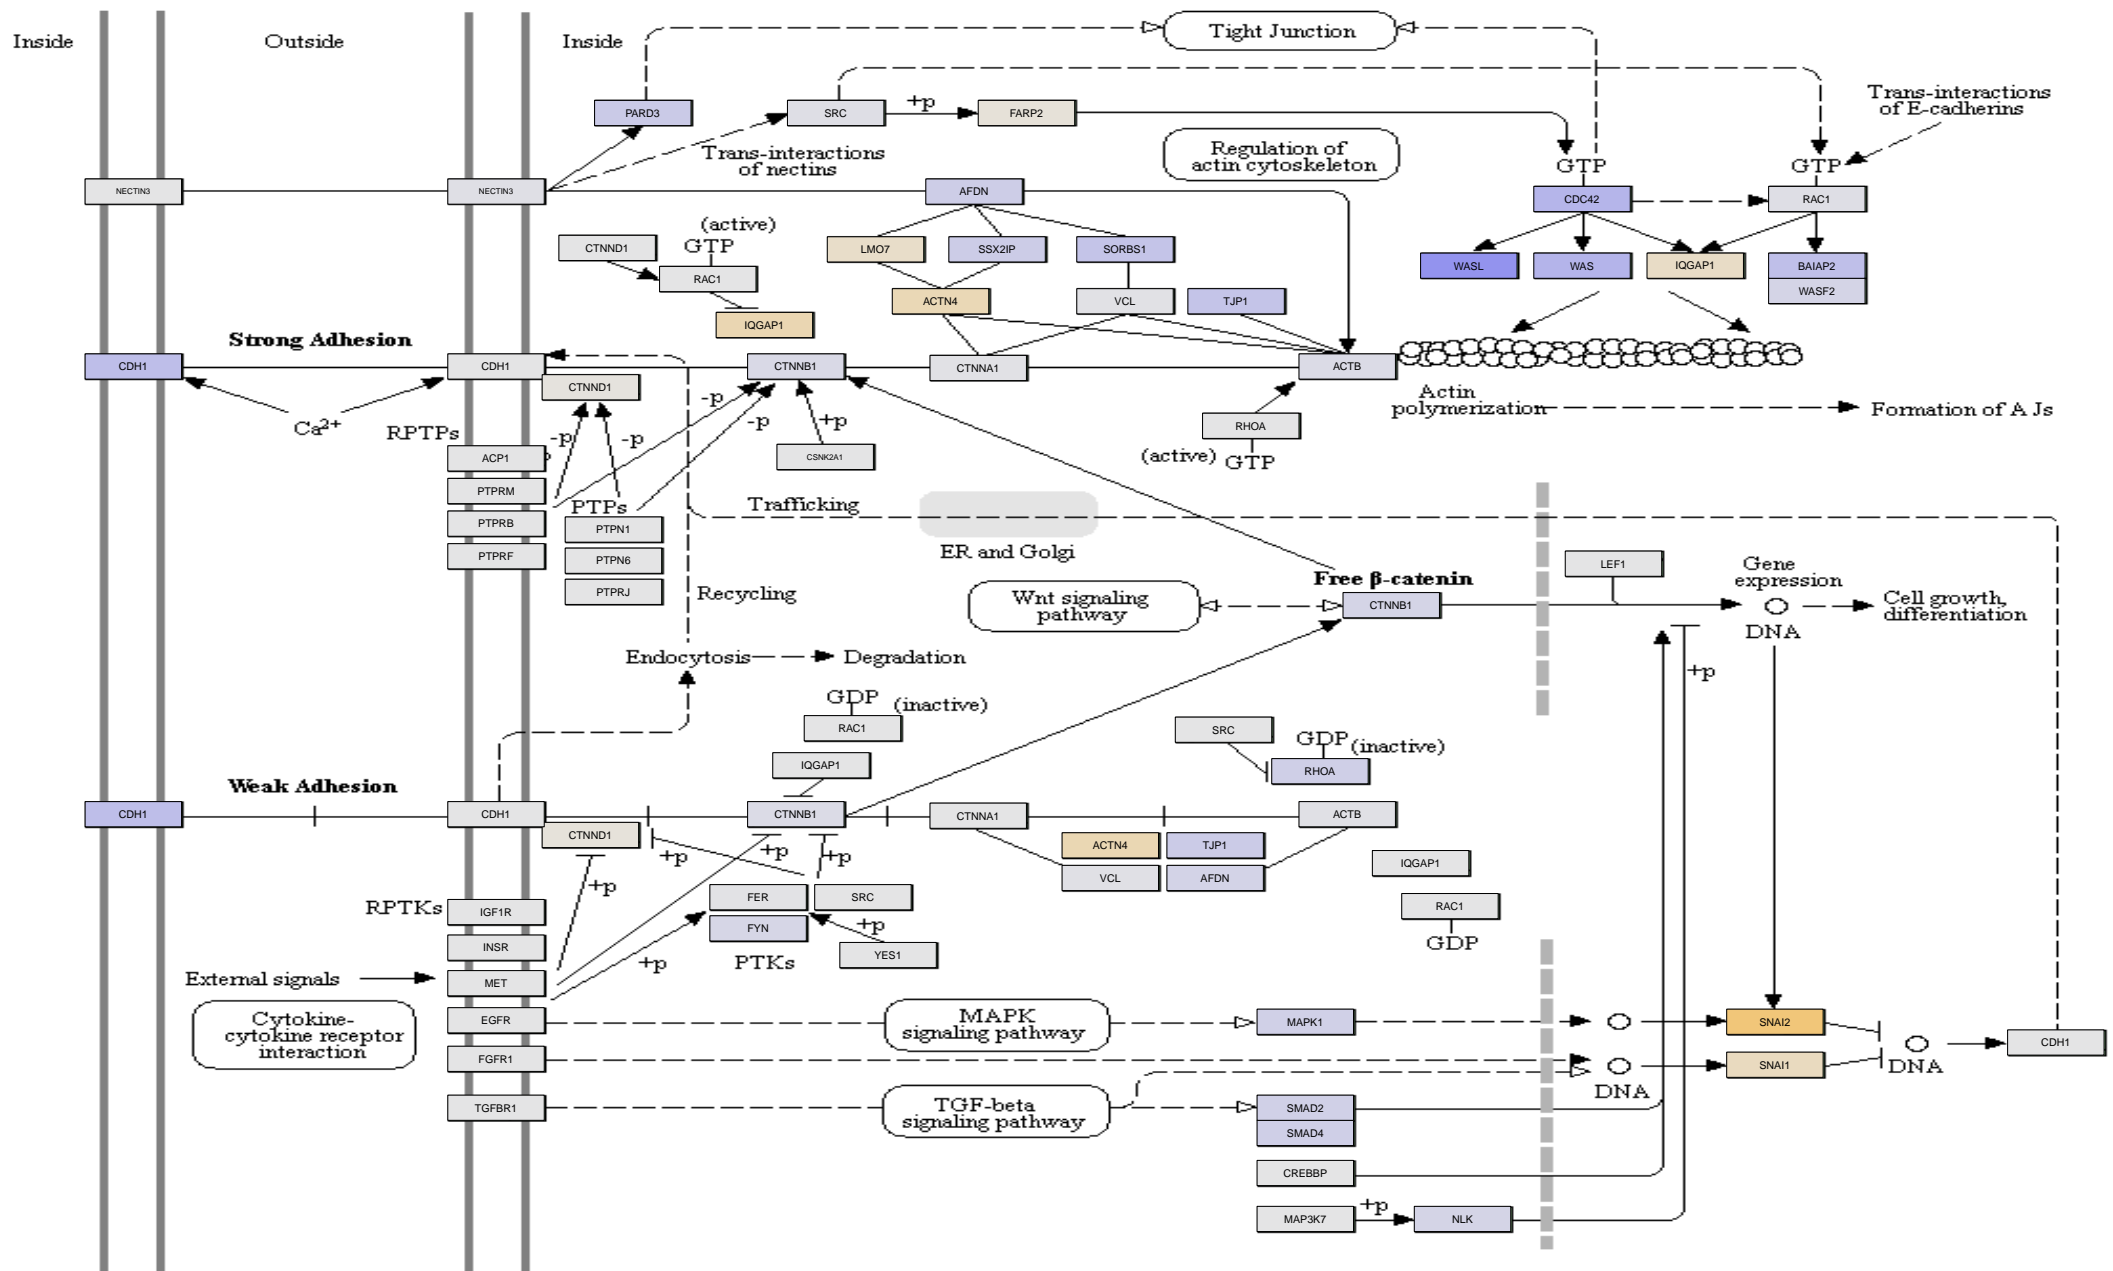 Inside
Outside
Inside
Tight Junction
PARD3
SRC
+p
FARP2
Trans-interactions
of E-cadherins
Trans-interactions
of nectins
Regulation of
actin cytoskeleton
GTP
GTP
NECTIN3
NECTIN3
AFDN
CDC42
RAC1
(active)
GTP
CTNND1
RAC1
LMO7
SSX2IP
SORBS1
WASL
WAS
IQGAP1
BAIAP2
WASF2
ACTN4
VCL
TJP1
IQGAP1
Strong Adhesion
CDH1
CDH1
CTNND1
CTNNB1
CTNNA1
ACTB
Ca2+
RPTPs
-p
-p
-p
-p
+p
Actin
polymerization
Formation of AJs
RHOA
(active)
GTP
ACP1
CSNK2A1
PTPRM
PTPs
PTPRB
PTPN1
PTPRF
PTPN6
PTPRJ
Trafficking
ER and Golgi
Recycling
Free β-catenin
Wnt signaling
pathway
CTNNB1
LEF1
Gene
expression
DNA
Cell growth,
differentiation
Endocytosis
Degradation
+p
GDP
(inactive)
RAC1
IQGAP1
SRC
GDP
(inactive)
RHOA
Weak Adhesion
CDH1
CDH1
CTNND1
CTNNB1
CTNNA1
ACTB
+p
+p
+p
+p
ACTN4
TJP1
VCL
AFDN
IQGAP1
RPTKs
IGF1R
FER
SRC
RAC1
GDP
INSR
FYN
+p
YES1
PTKs
+p
External signals
MET
Cytokine-
cytokine receptor
interaction
EGFR
MAPK
signaling pathway
MAPK1
SNAI2
FGFR1
SNAI1
DNA
DNA
CDH1
TGFBR1
TGF-beta
signaling pathway
SMAD2
SMAD4
CREBBP
MAP3K7
+p
NLK